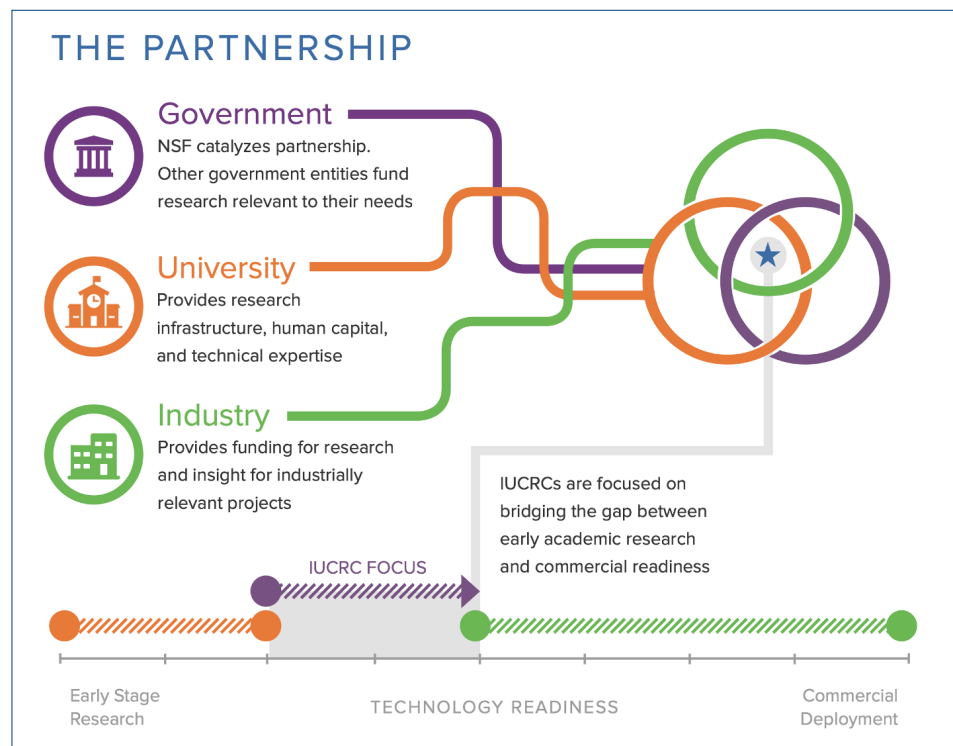 THE PARTNERSHIP
Government
NSF catalyzes partnership.
Other government entities fund
research relevant to their needs
University
Provides research
infrastructure, human capital,
and technical expertise
Industry
Provides funding for research
and insight for industrially
relevant projects
IUCRCs are focused on
bridging the gap between
early academic research
and commercial readiness
IUCRC FOCUS
Early Stage
Research
TECHNOLOGY READINESS
Commercial
Deployment